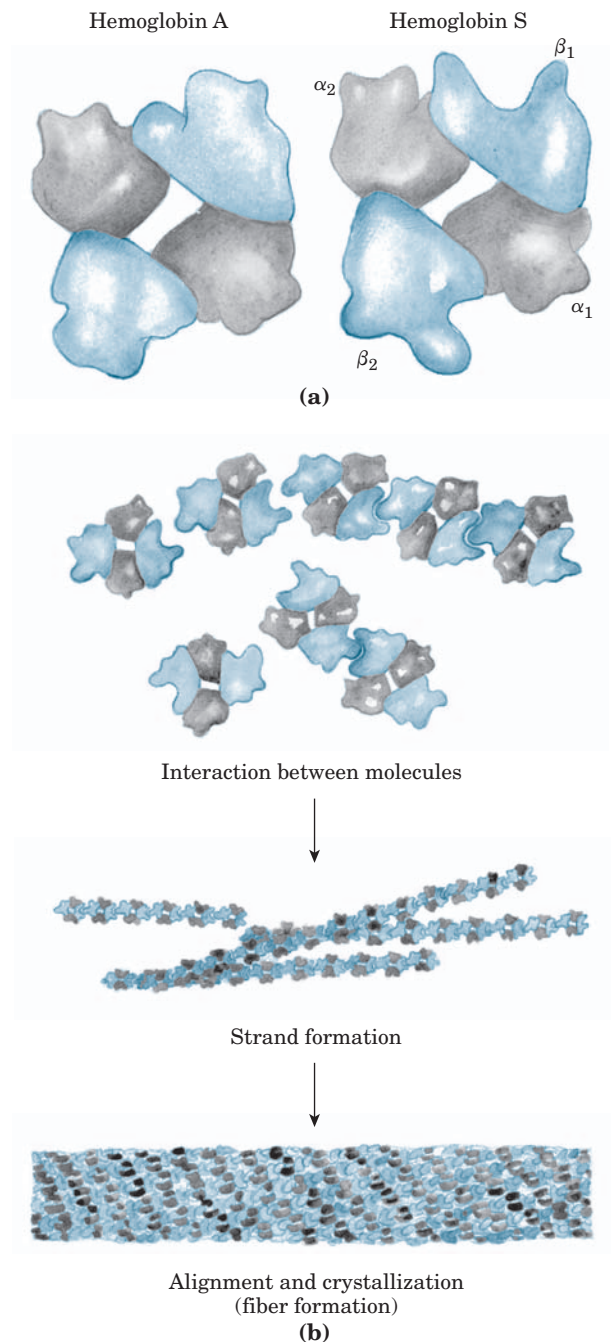 Hemoglobin A
Hemoglobin S
β1
α2
α1
β2
(a)
Interaction between molecules
Strand formation
Alignment and crystallization
(fiber formation)
(b)